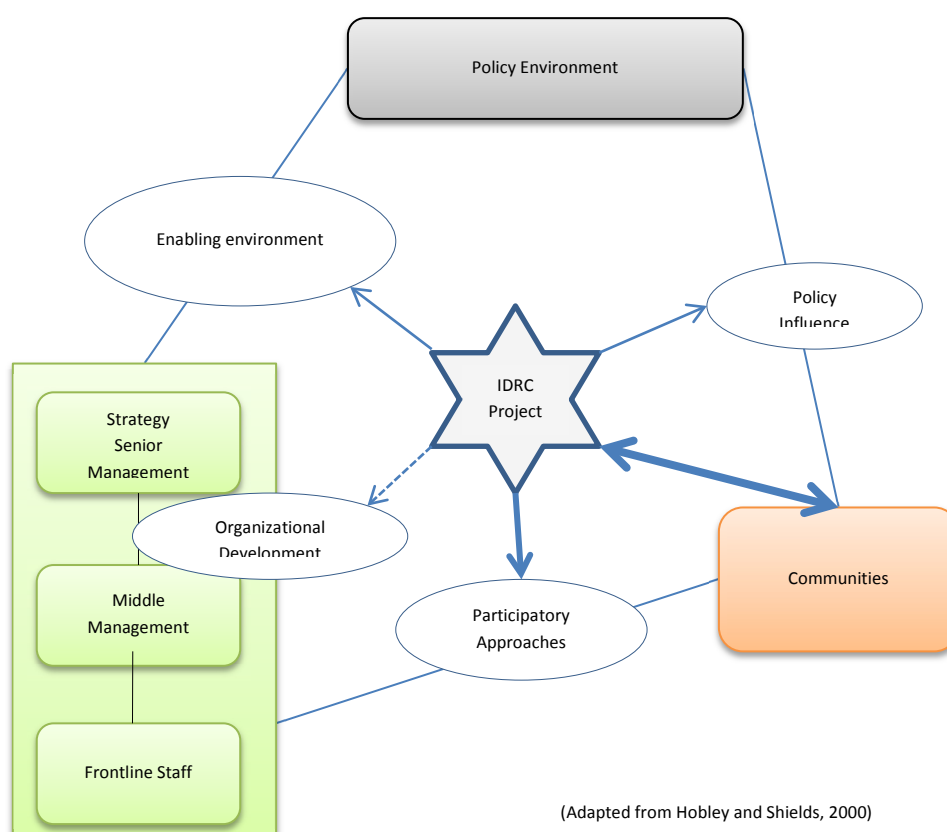 Policy Environment
Enabling environment
Policy
Influence
IDRC
Project
Strategy
Senior
Management
Organizational
Development
Middle
Management
Participatory
Approaches
Communities
Frontline Staff
(Adapted from Hobley and Shields, 2000)